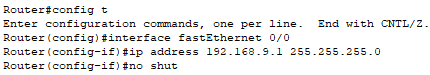 Router#config t
Enter configuration commands, one per line.  End with CNTL/Z.
Router(config)#interface fastEthernet 0/0
Router(config-if)#ip address 192.168.9.1 255.255.255.0
Router(config-if)#no shut